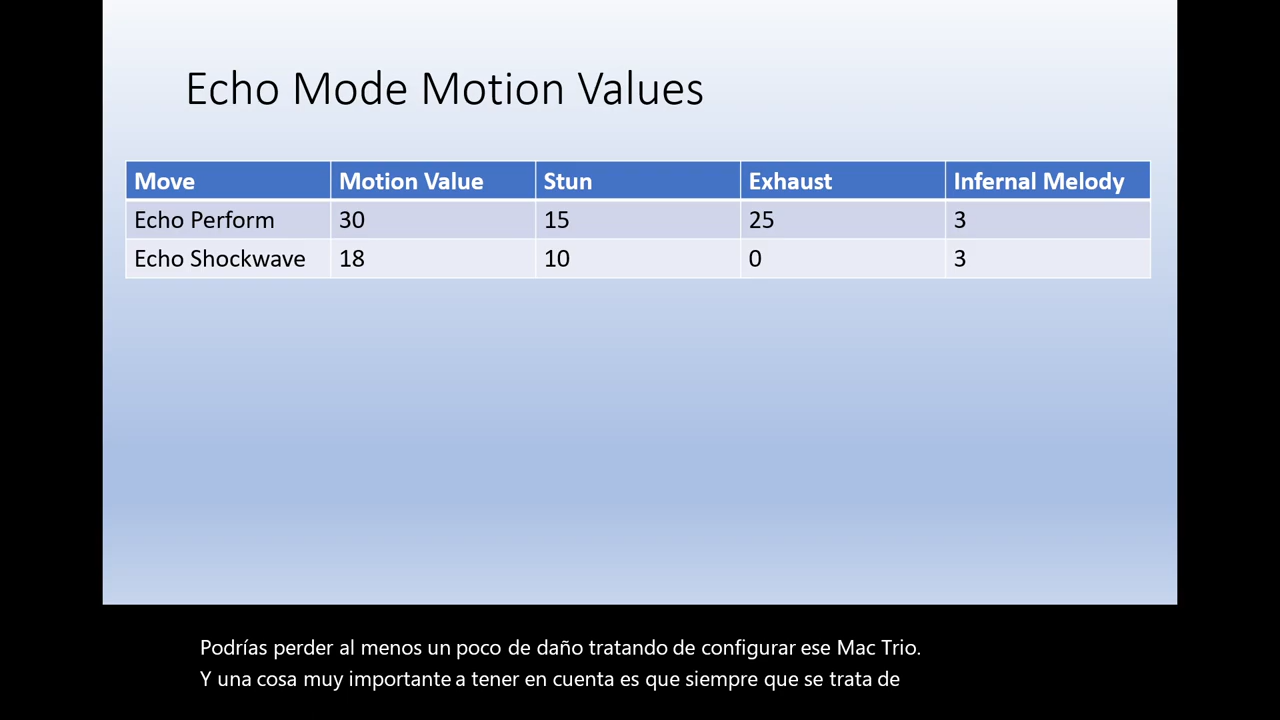 Echo Mode Motion Values
Move Motion Value Stun Exhaust Infernal Melody
Echo Perform 30 15 25 3
Echo Shockwave 18 10 0 3
Podrías perder al menos un poco de daño tratando de configurar ese Mac Trio.
Y una cosa muy importante a tener en cuenta es que siempre que se trata de